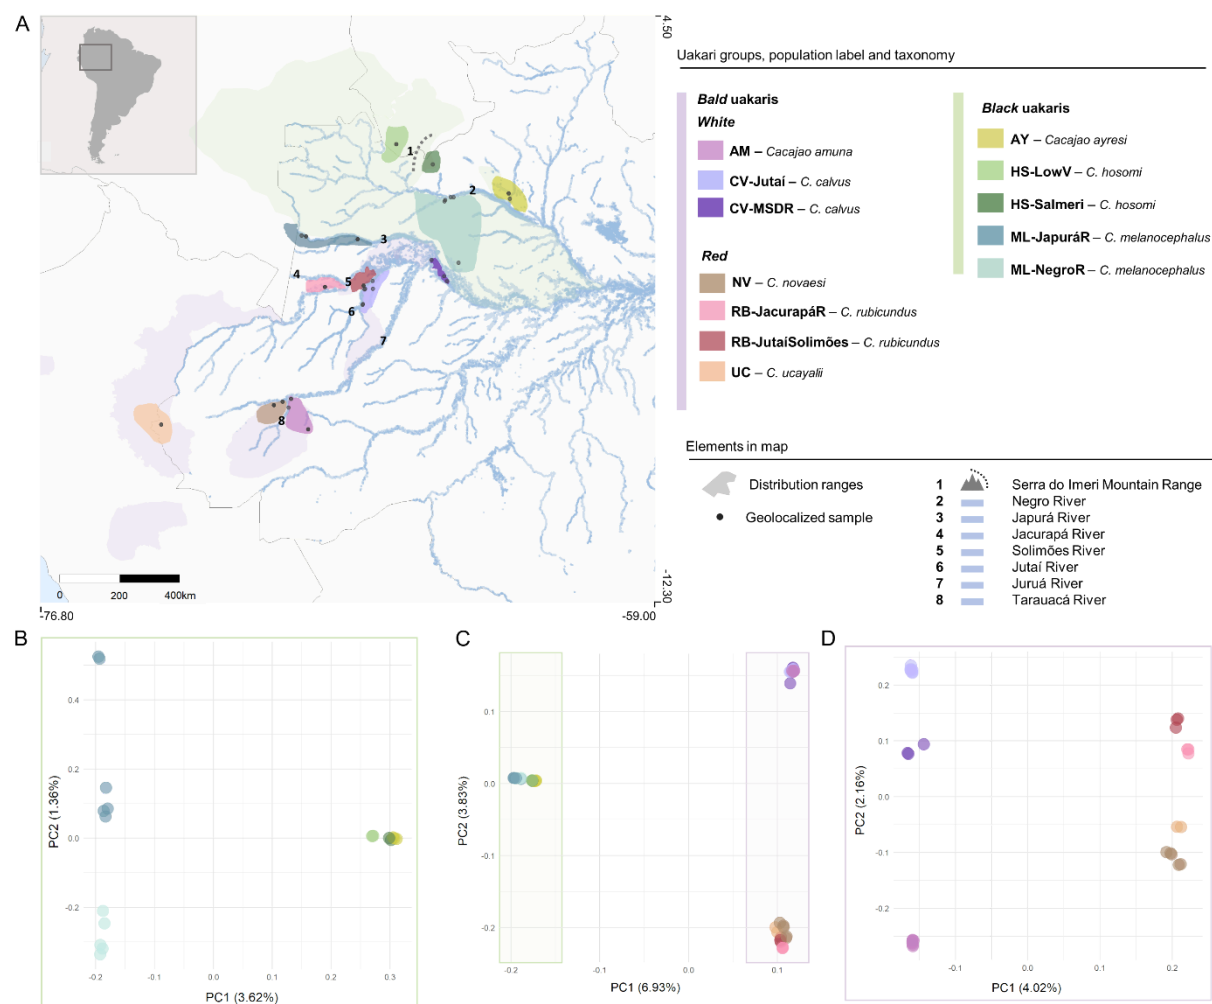 A
4.50
-12.30
-76.80
-59.00
0 200 400km
1
2
3
4
5
6
7
8
Uakari groups, population label and taxonomy
Bald uakaris
White
AM – Cacajao amuna
CV-Jutaí – C. calvus
CV-MSDR – C. calvus
Red
NV – C. novaesi
RB-JacurapáR – C. rubicundus
RB-JutaíSolimões – C. rubicundus
UC – C. ucayalii
Black uakaris
AY – Cacajao ayresi
HS-LowV – C. hosomi
HS-Salmeri – C. hosomi
ML-JapuráR – C. melanocephalus
ML-NegroR – C. melanocephalus
Elements in map
Distribution ranges
Geolocalized sample
1 Serra do Imeri Mountain Range
2 Negro River
3 Japurá River
4 Jacurapá River
5 Solimões River
6 Jutaí River
7 Juruá River
8 Tarauacá River
B
PC2 (1.36%)
0.4
0.2
0.0
-0.2
-0.2 -0.1 0.0 0.1 0.2 0.3
PC1 (3.62%)
C
PC2 (3.83%)
0.1
0.0
-0.1
-0.2
-0.2 -0.1 0.0 0.1
PC1 (6.93%)
D
PC2 (2.16%)
0.2
0.1
0.0
-0.1
-0.2
-0.1 0.0 0.1 0.2
PC1 (4.02%)